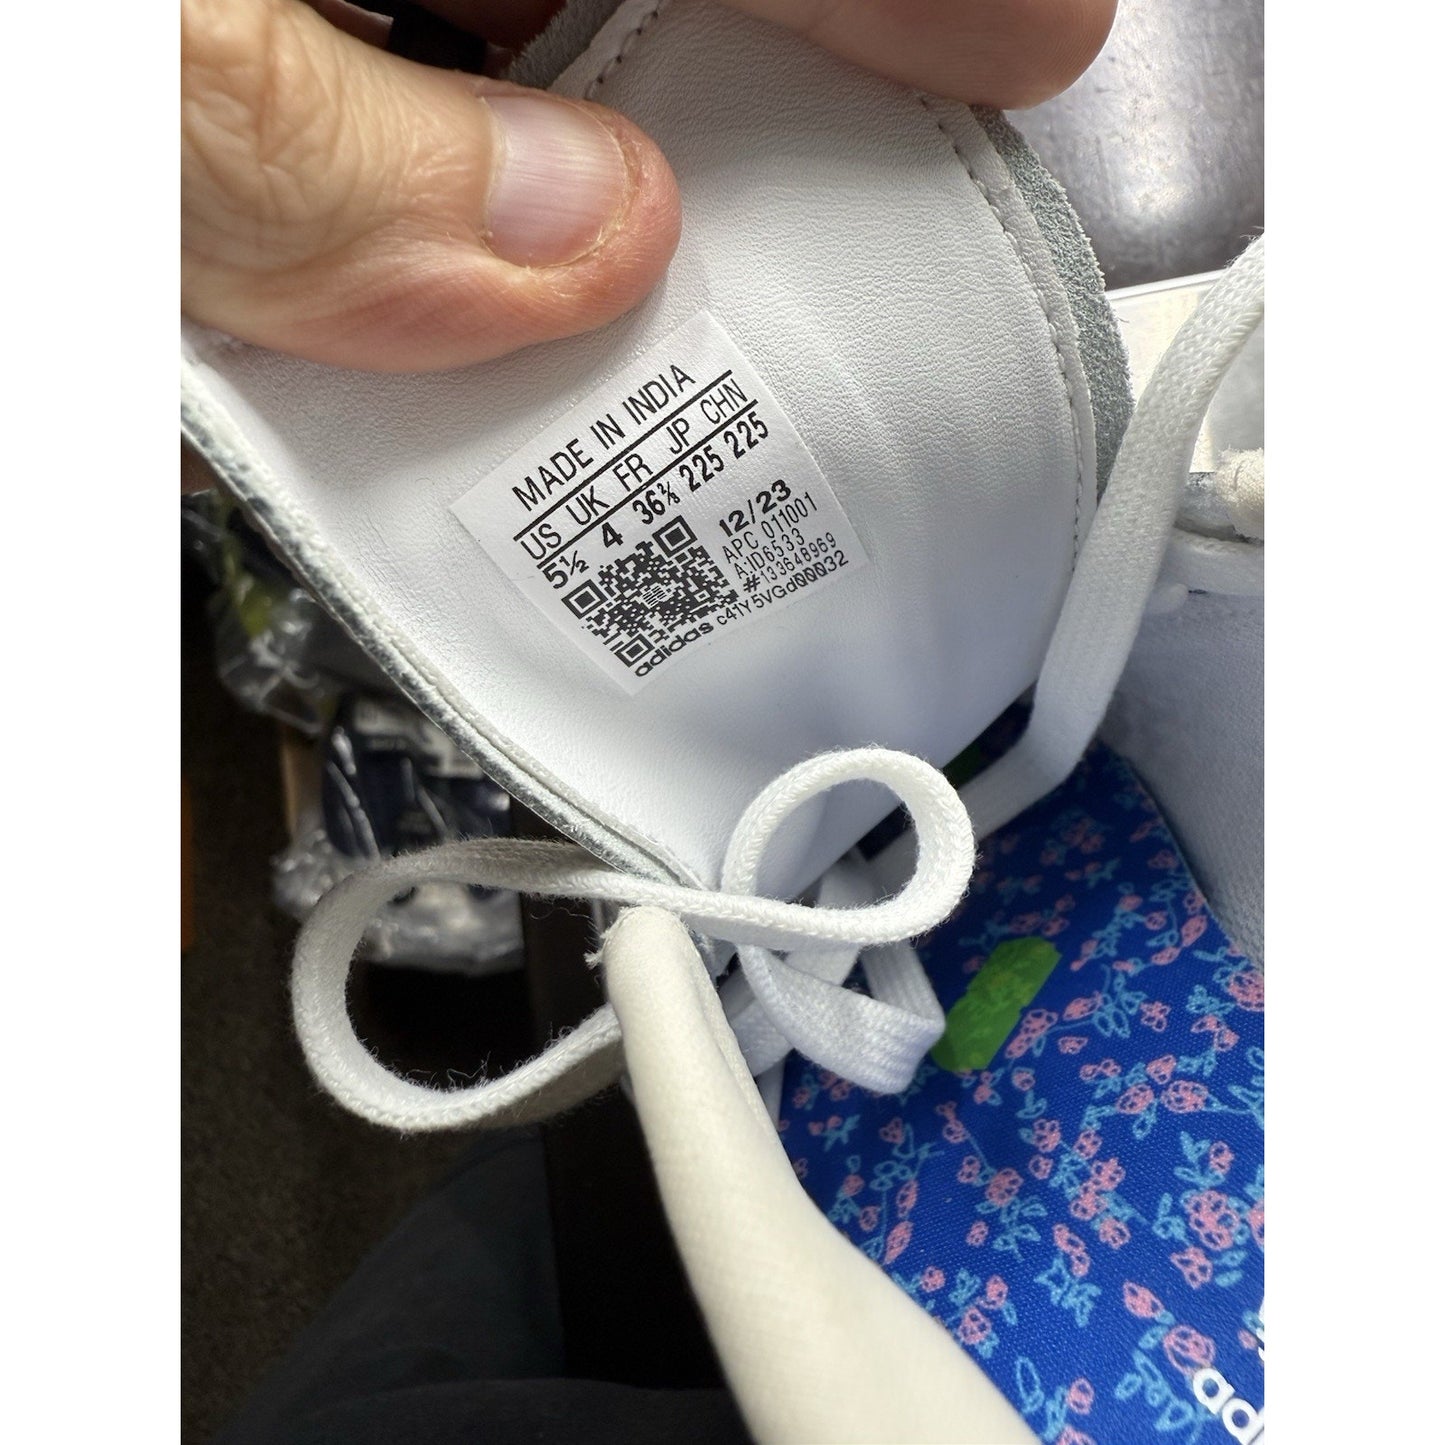 MADE IN INDIA
US UK FR JP CHN
5½ 4 36⅔ 225 225
12/23
APC 011001
A:ID6533
#133648969
adidas c41Y5VGd00032